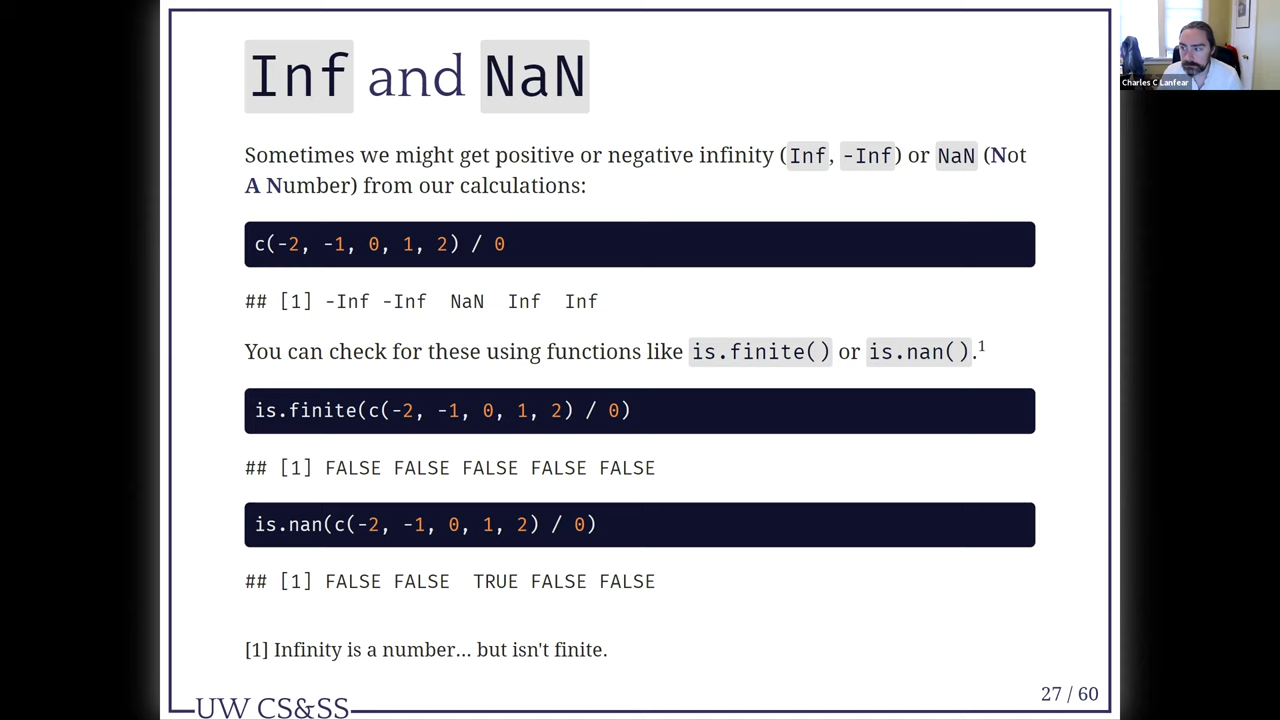 Inf and NaN
Charles C Lanfear
Sometimes we might get positive or negative infinity (Inf, -Inf) or NaN (Not
A Number) from our calculations:
c(-2, -1, 0, 1, 2) / 0
## [1] -Inf -Inf  NaN  Inf  Inf
You can check for these using functions like is.finite() or is.nan().1
is.finite(c(-2, -1, 0, 1, 2) / 0)
## [1] FALSE FALSE FALSE FALSE FALSE
is.nan(c(-2, -1, 0, 1, 2) / 0)
## [1] FALSE FALSE  TRUE FALSE FALSE
[1] Infinity is a number... but isn't finite.
27 / 60
UW CS&SS